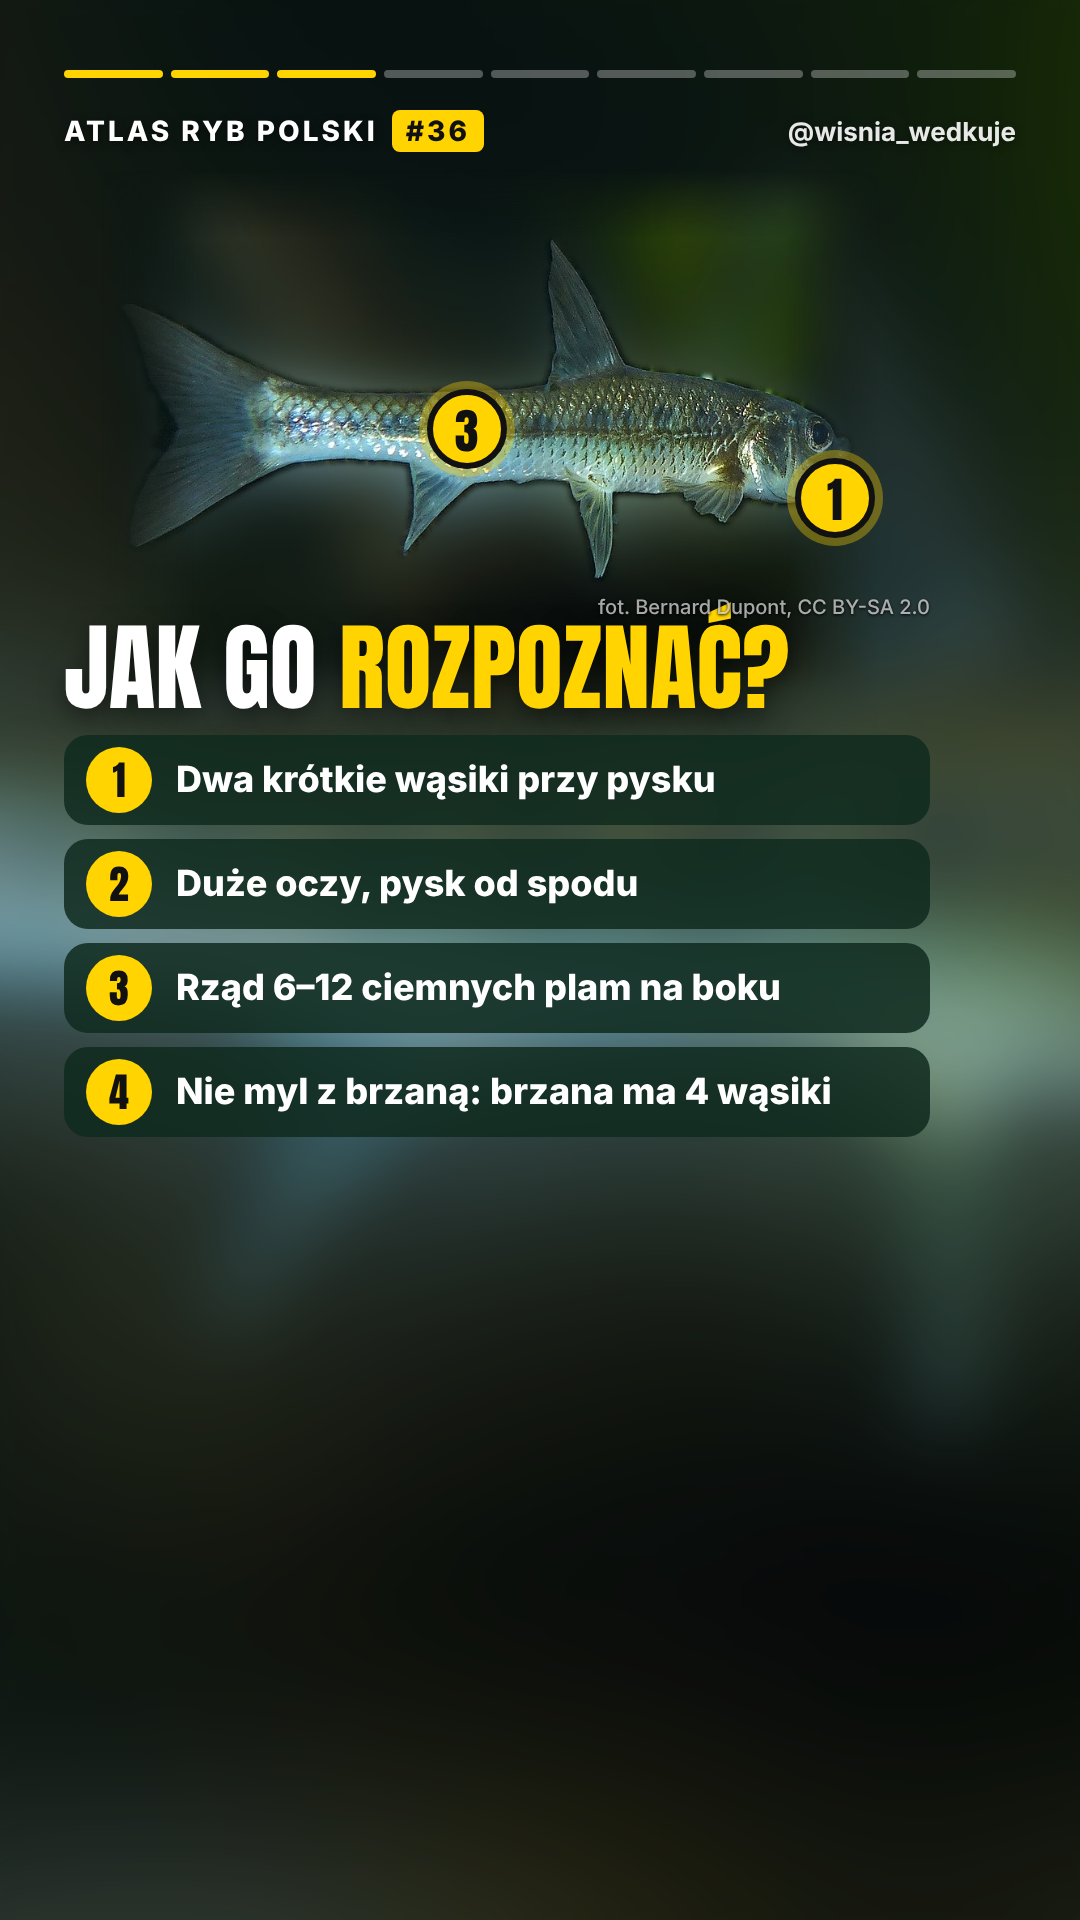 ATLAS RYB POLSKI #36
@wisnia_wedkuje
3
1
fot. Bernard Dupont, CC BY-SA 2.0
JAK GO ROZPOZNAĆ?
1 Dwa krótkie wąsiki przy pysku
2 Duże oczy, pysk od spodu
3 Rząd 6–12 ciemnych plam na boku
4 Nie myl z brzaną: brzana ma 4 wąsiki